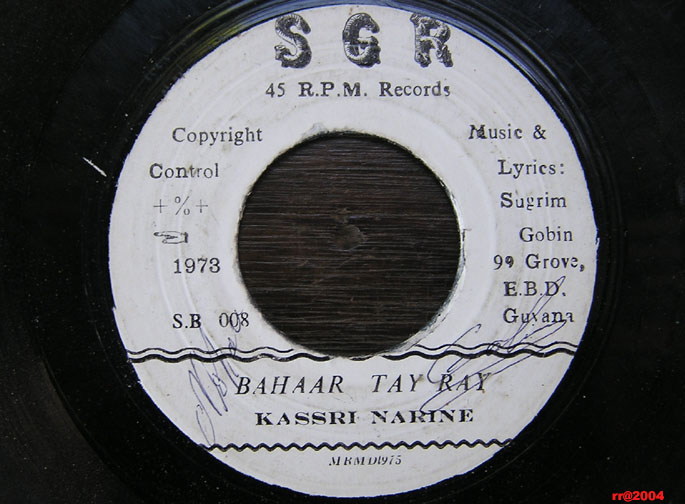 SGR
45 R.P.M. Records
Copyright
Control
+ % +
1973
S.B 008
Music &
Lyrics:
Sugrim
Gobin
99 Grove,
E.B.D.
Guyana
BAHAAR TAY RAY
KASSRI NARINE
MBMD1975
rr@2004